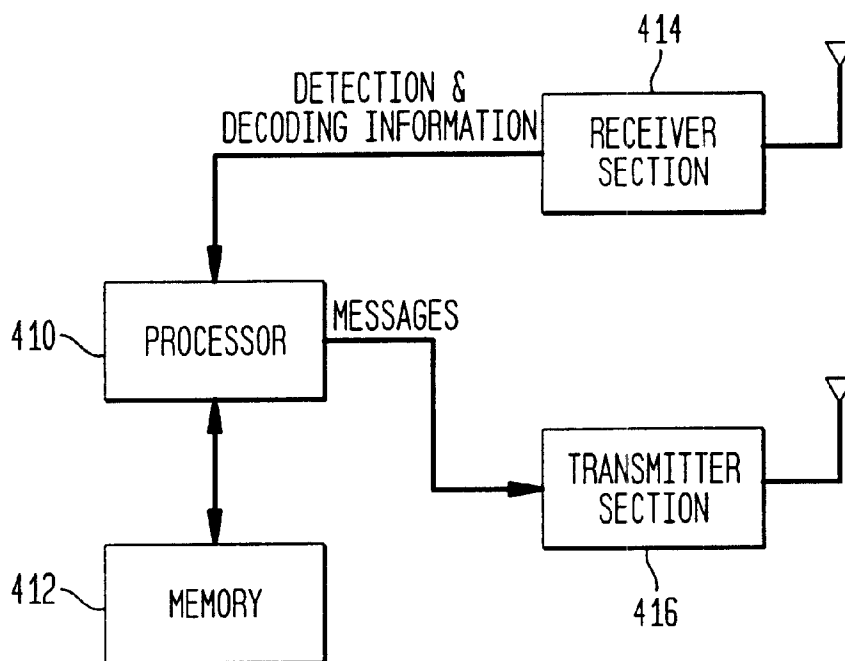 414
DETECTION &
DECODING INFORMATION
RECEIVER
SECTION
410
PROCESSOR
MESSAGES
TRANSMITTER
SECTION
412
MEMORY
416